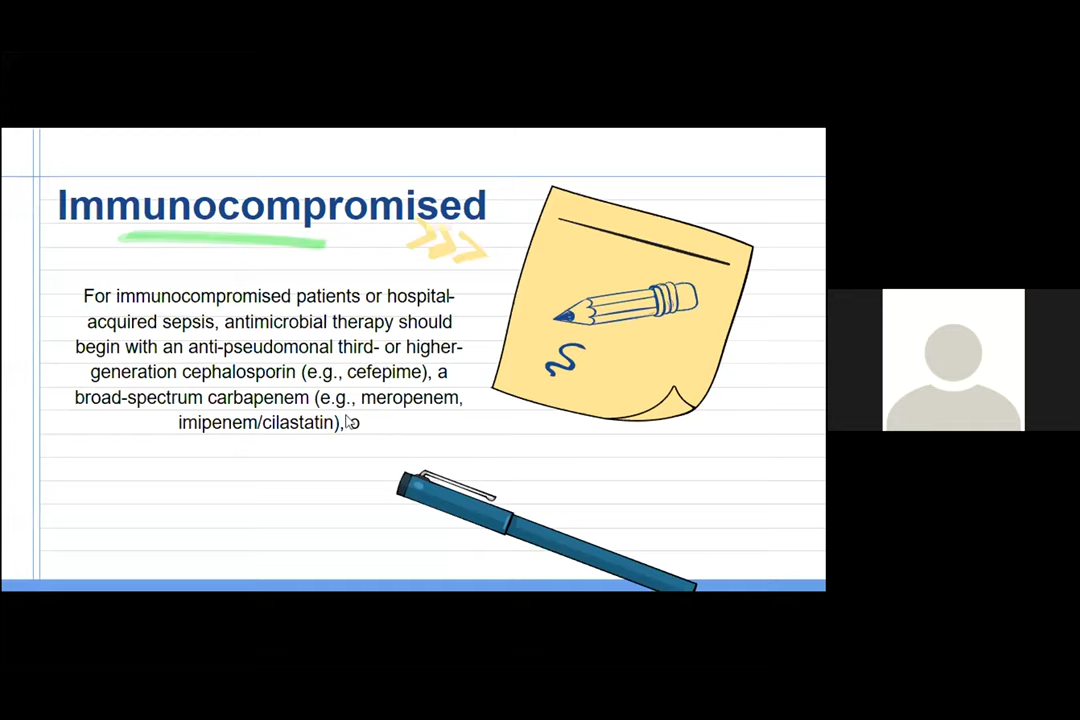 Immunocompromised
For immunocompromised patients or hospital-
acquired sepsis, antimicrobial therapy should
begin with an anti-pseudomonal third- or higher-
generation cephalosporin (e.g., cefepime), a
broad-spectrum carbapenem (e.g., meropenem,
imipenem/cilastatin),